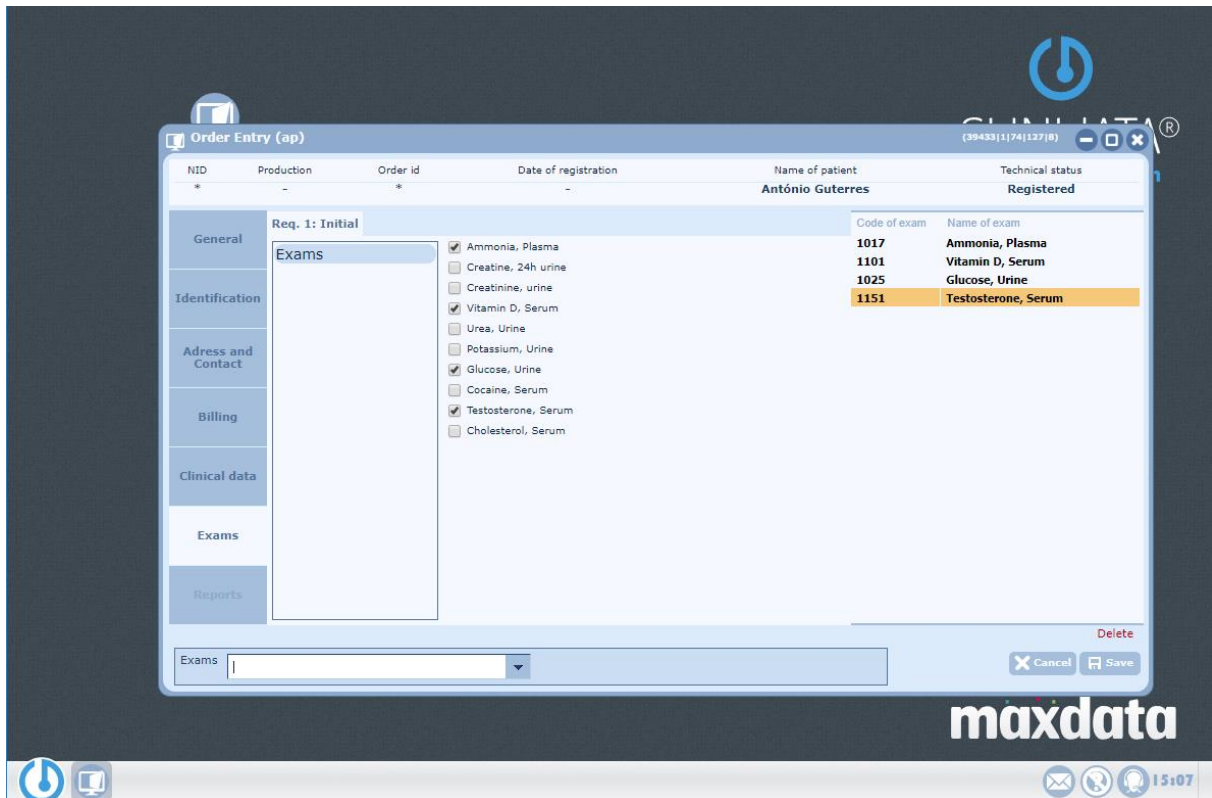 Order Entry (ap)
(39433|1|74|127|8)
®
NID Production Order id Date of registration Name of patient Technical status
* - * - António Guterres Registered
General
Identification
Adress and
Contact
Billing
Clinical data
Exams
Reports
Req. 1: Initial
Exams
Ammonia, Plasma
Creatine, 24h urine
Creatinine, urine
Vitamin D, Serum
Urea, Urine
Potassium, Urine
Glucose, Urine
Cocaine, Serum
Testosterone, Serum
Cholesterol, Serum
Code of exam Name of exam
1017 Ammonia, Plasma
1101 Vitamin D, Serum
1025 Glucose, Urine
1151 Testosterone, Serum
Delete
Exams
Cancel Save
maxdata
15:07